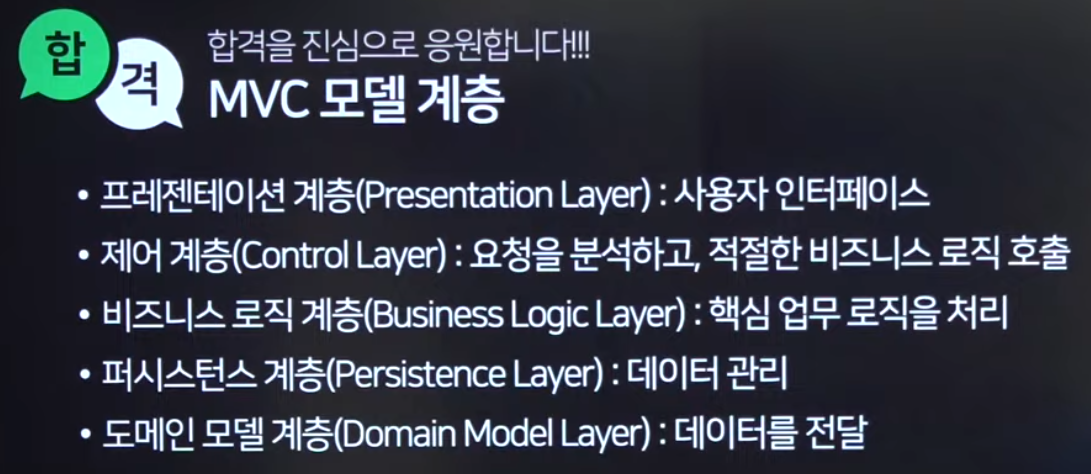 합격
합격을 진심으로 응원합니다!!!
MVC 모델 계층
• 프레젠테이션 계층(Presentation Layer) : 사용자 인터페이스
• 제어 계층(Control Layer) : 요청을 분석하고, 적절한 비즈니스 로직 호출
• 비즈니스 로직 계층(Business Logic Layer) : 핵심 업무 로직을 처리
• 퍼시스턴스 계층(Persistence Layer) : 데이터 관리
• 도메인 모델 계층(Domain Model Layer) : 데이터를 전달